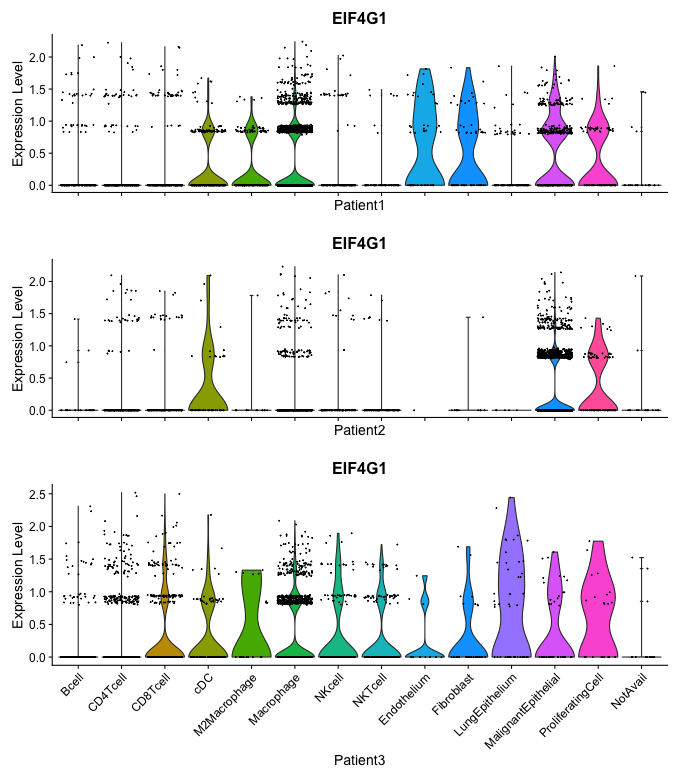 EIF4G1
Expression Level
2.0
1.5
1.0
0.5
0.0
Patient1
EIF4G1
Expression Level
2.0
1.5
1.0
0.5
0.0
Patient2
EIF4G1
Expression Level
2.5
2.0
1.5
1.0
0.5
0.0
Bcell
CD4Tcell
CD8Tcell
cDC
M2Macrophage
Macrophage
NKcell
NKTcell
Endothelium
Fibroblast
LungEpithelium
MalignantEpithelial
ProliferatingCell
NotAvail
Patient3